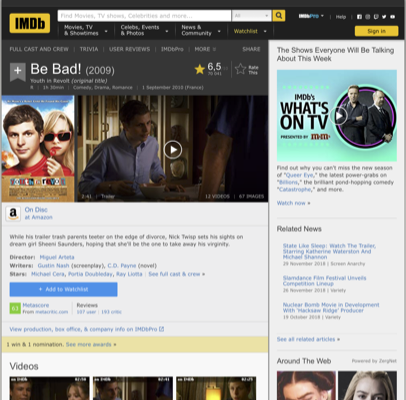 IMDb
Find Movies, TV shows, Celebrities and more...
All
IMDbPro
Help
Movies, TV
& Showtimes
Celebs, Events
& Photos
News &
Community
Watchlist
Sign in
FULL CAST AND CREW | TRIVIA | USER REVIEWS | IMDbPro | MORE
SHARE
Be Bad! (2009)
Youth in Revolt (original title)
R | 1h 30min | Comedy, Drama, Romance | 1 September 2010 (France)
6,5
Rate
This
2:41 | Trailer
12 VIDEOS | 67 IMAGES
On Disc
at Amazon
While his trailer trash parents teeter on the edge of divorce, Nick Twisp sets his sights on
dream girl Sheeni Saunders, hoping that she'll be the one to take away his virginity.
Director: Miguel Arteta
Writers: Gustin Nash (screenplay), C.D. Payne (novel)
Stars: Michael Cera, Portia Doubleday, Ray Liotta | See full cast & crew »
+ Add to Watchlist
Metascore
From metacritic.com
Reviews
107 user | 193 critic
View production, box office, & company info on IMDbPro
1 win & 1 nomination. See more awards »
Videos
The Shows Everyone Will Be Talking
About This Week
IMDb's
WHAT'S
ON TV
PRESENTED BY
Find out why you can't miss the new season
of "Queer Eye," the latest power-grabs on
"Billions," the brilliant pond-hopping comedy
"Catastrophe," and more.
Watch now »
Related News
State Like Sleep: Watch The Trailer,
Starring Katherine Waterston And
Michael Shannon
29 November 2018 | Screen Anarchy
Slamdance Film Festival Unveils
Competition Lineup
26 November 2018 | Variety
Nuclear Bomb Movie in Development
With 'Hacksaw Ridge' Producer
19 October 2018 | Variety
See all related articles »
Around The Web
Powered by ZergNet